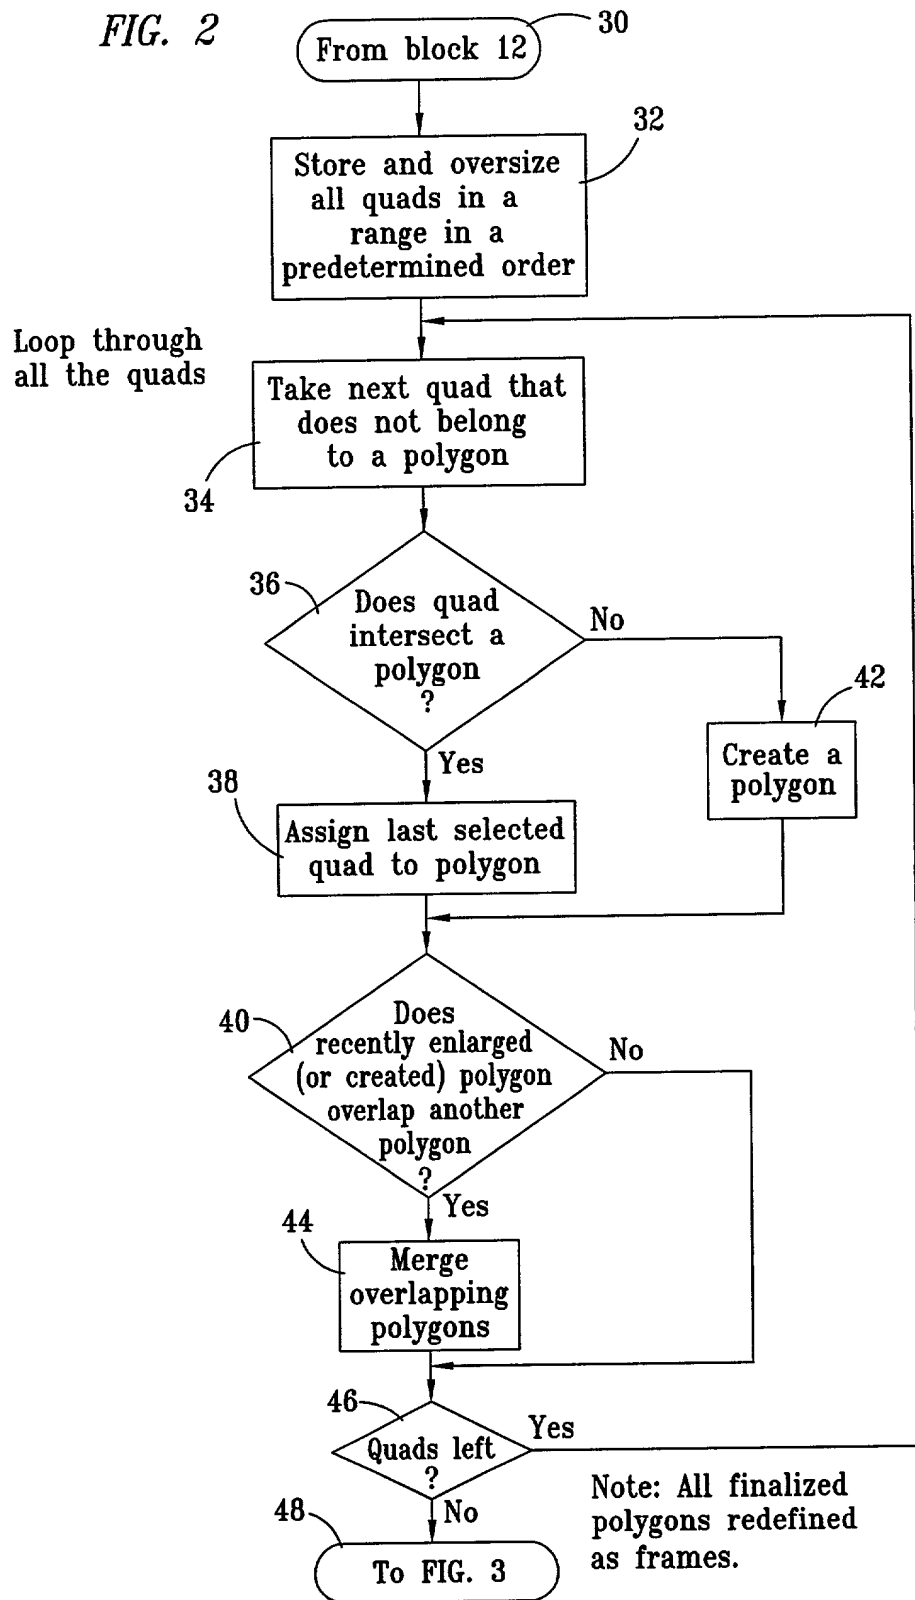 FIG. 2
30
From block 12
32
Store and oversize
all quads in a
range in a
predetermined order
Loop through
all the quads
Take next quad that
does not belong
to a polygon
34
36
Does quad
intersect a
polygon
?
No
42
Create a
polygon
Yes
38
Assign last selected
quad to polygon
40
Does
recently enlarged
(or created) polygon
overlap another
polygon
?
No
Yes
44
Merge
overlapping
polygons
46
Quads left
?
Yes
No
Note: All finalized
polygons redefined
as frames.
48
To FIG. 3